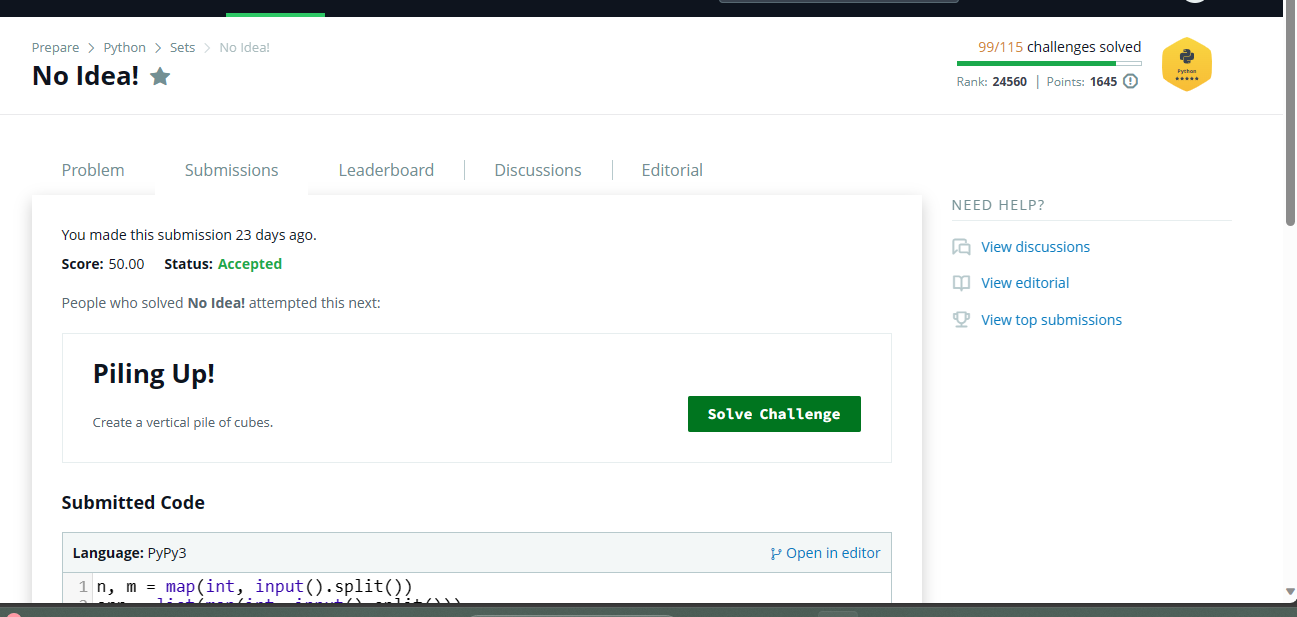 Prepare > Python > Sets > No Idea!
No Idea!
99/115 challenges solved
Rank: 24560 | Points: 1645
Python
Problem
Submissions
Leaderboard
Discussions
Editorial
You made this submission 23 days ago.
Score: 50.00 Status: Accepted
People who solved No Idea! attempted this next:
Piling Up!
Create a vertical pile of cubes.
Solve Challenge
Submitted Code
Language: PyPy3
Open in editor
1 n, m = map(int, input().split())
NEED HELP?
View discussions
View editorial
View top submissions